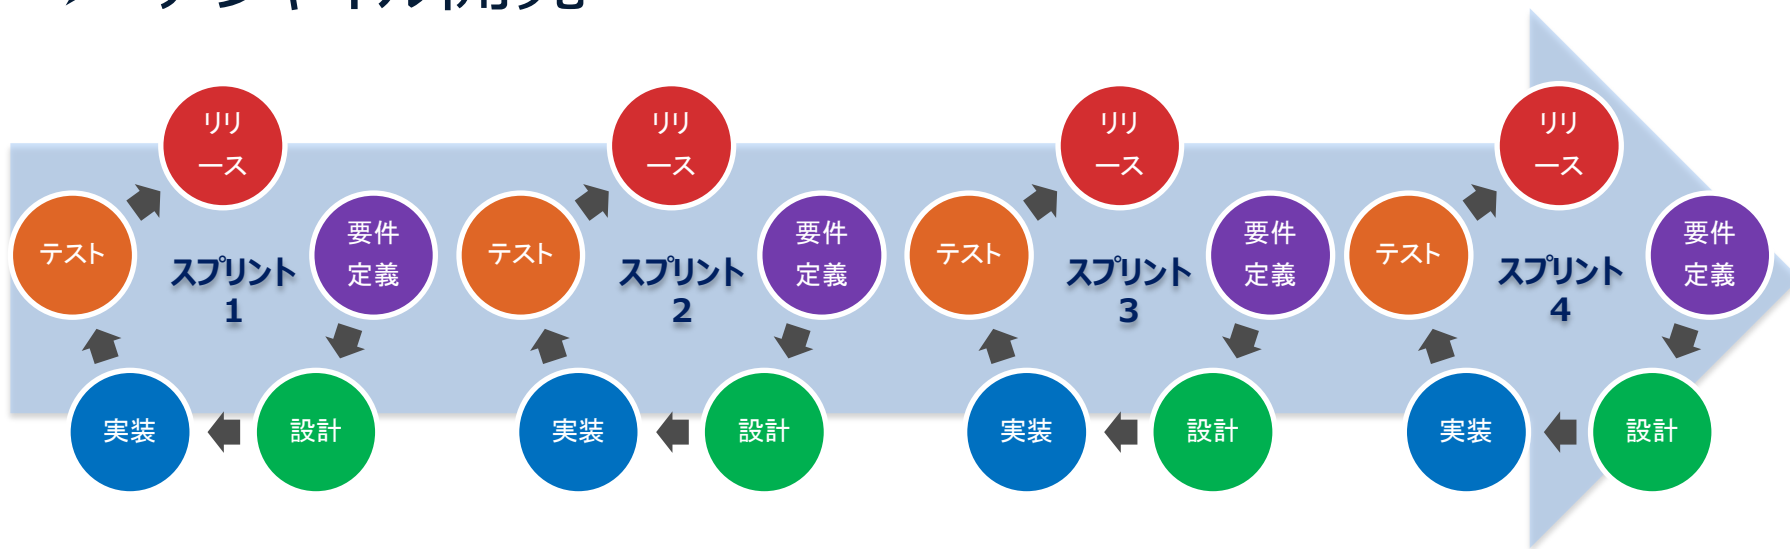 リリ
ース
テスト
要件
定義
スプリント
1
実装
設計
リリ
ース
テスト
要件
定義
スプリント
2
実装
設計
リリ
ース
テスト
要件
定義
スプリント
3
実装
設計
リリ
ース
テスト
要件
定義
スプリント
4
実装
設計